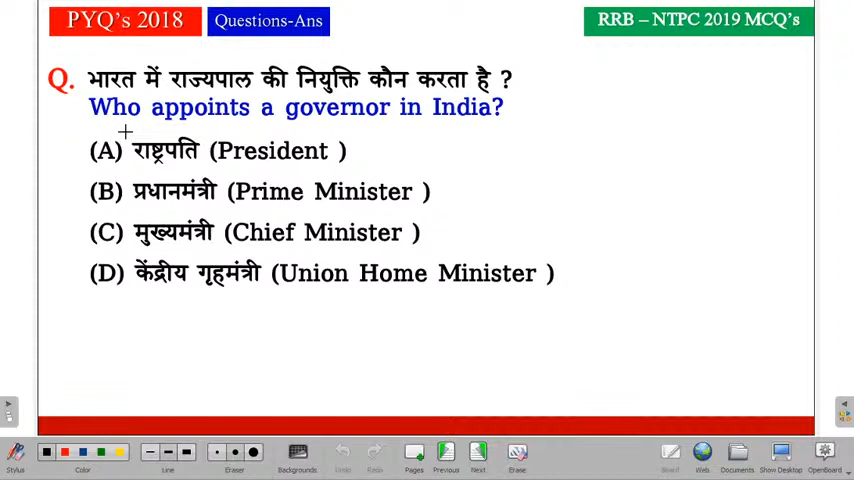 PYQ's 2018 Questions-Ans RRB – NTPC 2019 MCQ's
Q. भारत में राज्यपाल की नियुक्ति कौन करता है ?
Who appoints a governor in India?
(A) राष्ट्रपति (President )
(B) प्रधानमंत्री (Prime Minister )
(C) मुख्यमंत्री (Chief Minister )
(D) केंद्रीय गृहमंत्री (Union Home Minister )
Stylus Color Line Eraser Backgrounds Undo Redo Pages Previous Next Erase Board Web Documents Show Desktop OpenBoard